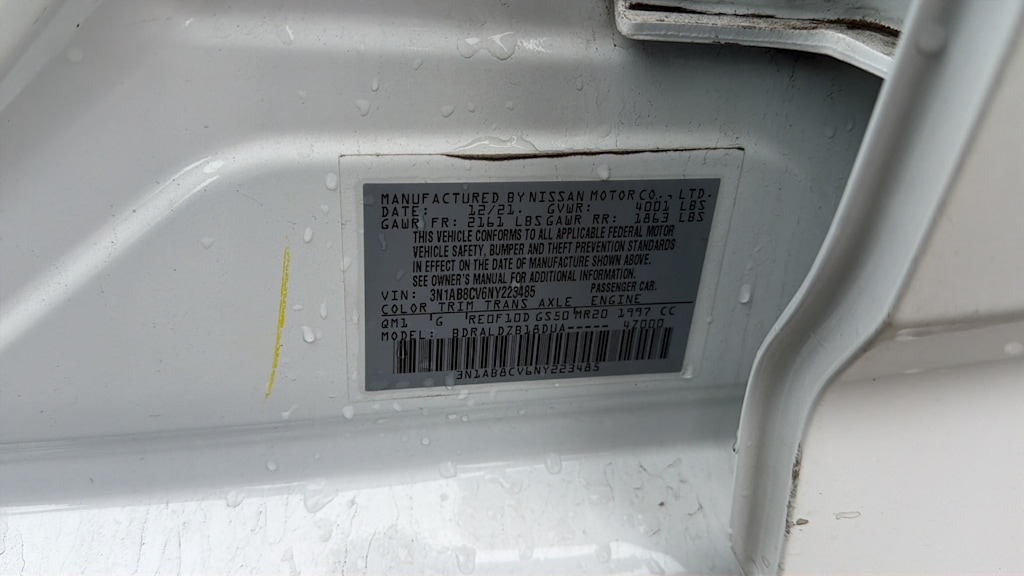 MANUFACTURED BY NISSAN MOTOR CO., LTD.
DATE: 12/21. GVWR: 4001 LBS
GAWR FR: 2161 LBS GAWR RR: 1863 LBS
THIS VEHICLE CONFORMS TO ALL APPLICABLE FEDERAL MOTOR
VEHICLE SAFETY, BUMPER AND THEFT PREVENTION STANDARDS
IN EFFECT ON THE DATE OF MANUFACTURE SHOWN ABOVE.
SEE OWNER'S MANUAL FOR ADDITIONAL INFORMATION.
VIN: 3N1AB8CV6NY223485 PASSENGER CAR.
COLOR TRIM TRANS AXLE ENGINE
QM1 'G RE0F10D GS50 MR20 1997 CC
MODEL: BDRALDZB18DUA----- 47000
3N1AB8CV6NY223485